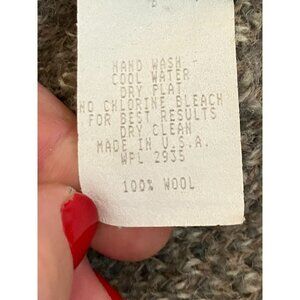 HAND WASH -
COOL WATER
DRY FLAT
NO CHLORINE BLEACH
FOR BEST RESULTS
DRY CLEAN
MADE IN U.S.A.
WPL 2935
100% WOOL